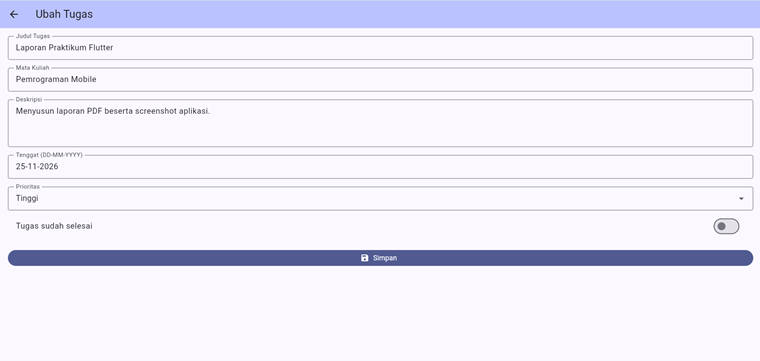 Ubah Tugas
Judul Tugas
Laporan Praktikum Flutter
Mata Kuliah
Pemrograman Mobile
Deskripsi
Menyusun laporan PDF beserta screenshot aplikasi.
Tenggat (DD-MM-YYYY)
25-11-2026
Prioritas
Tinggi
Tugas sudah selesai
Simpan